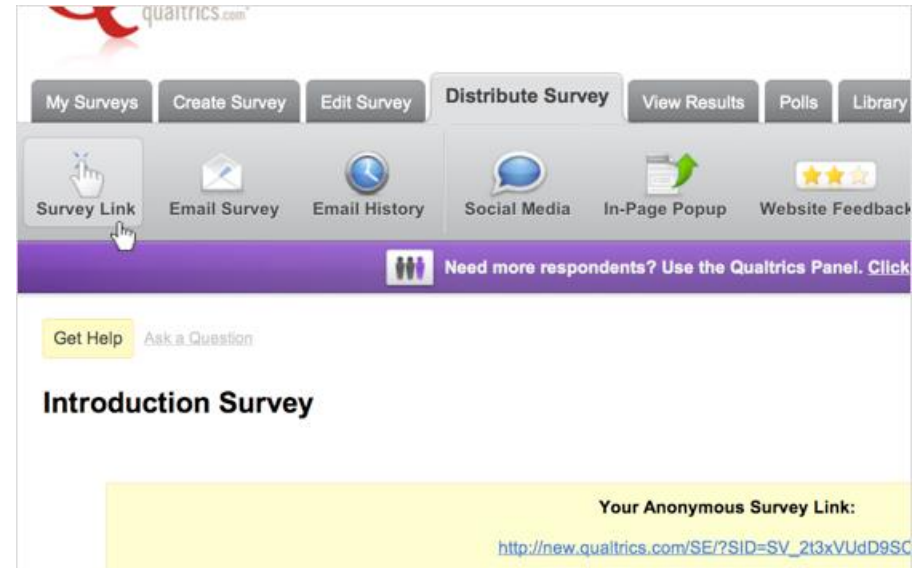 qualtrics.com
My Surveys Create Survey Edit Survey Distribute Survey View Results Polls Library
Survey Link Email Survey Email History Social Media In-Page Popup Website Feedback
Need more respondents? Use the Qualtrics Panel. Click
Get Help Ask a Question
Introduction Survey
Your Anonymous Survey Link:
http://new.qualtrics.com/SE/?SID=SV_2t3xVUdD9SC